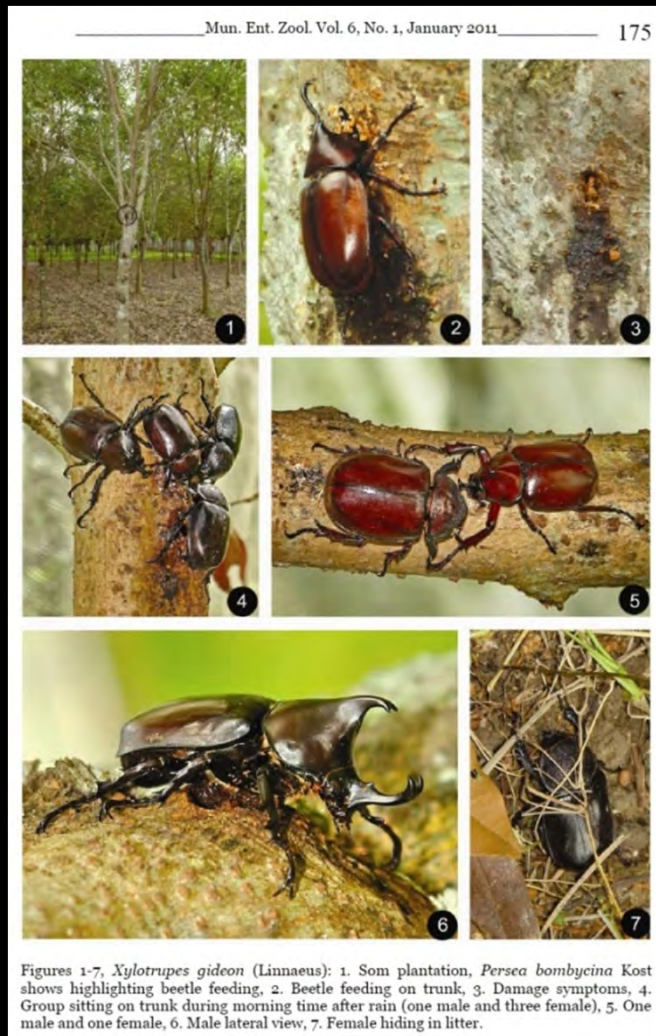 Mun. Ent. Zool. Vol. 6, No. 1, January 2011 175
1
2
3
4
5
6
7
Figures 1-7, Xylotrupes gideon (Linnaeus): 1. Som plantation, Persea bombycina Kost
shows highlighting beetle feeding, 2. Beetle feeding on trunk, 3. Damage symptoms, 4.
Group sitting on trunk during morning time after rain (one male and three female), 5. One
male and one female, 6. Male lateral view, 7. Female hiding in litter.